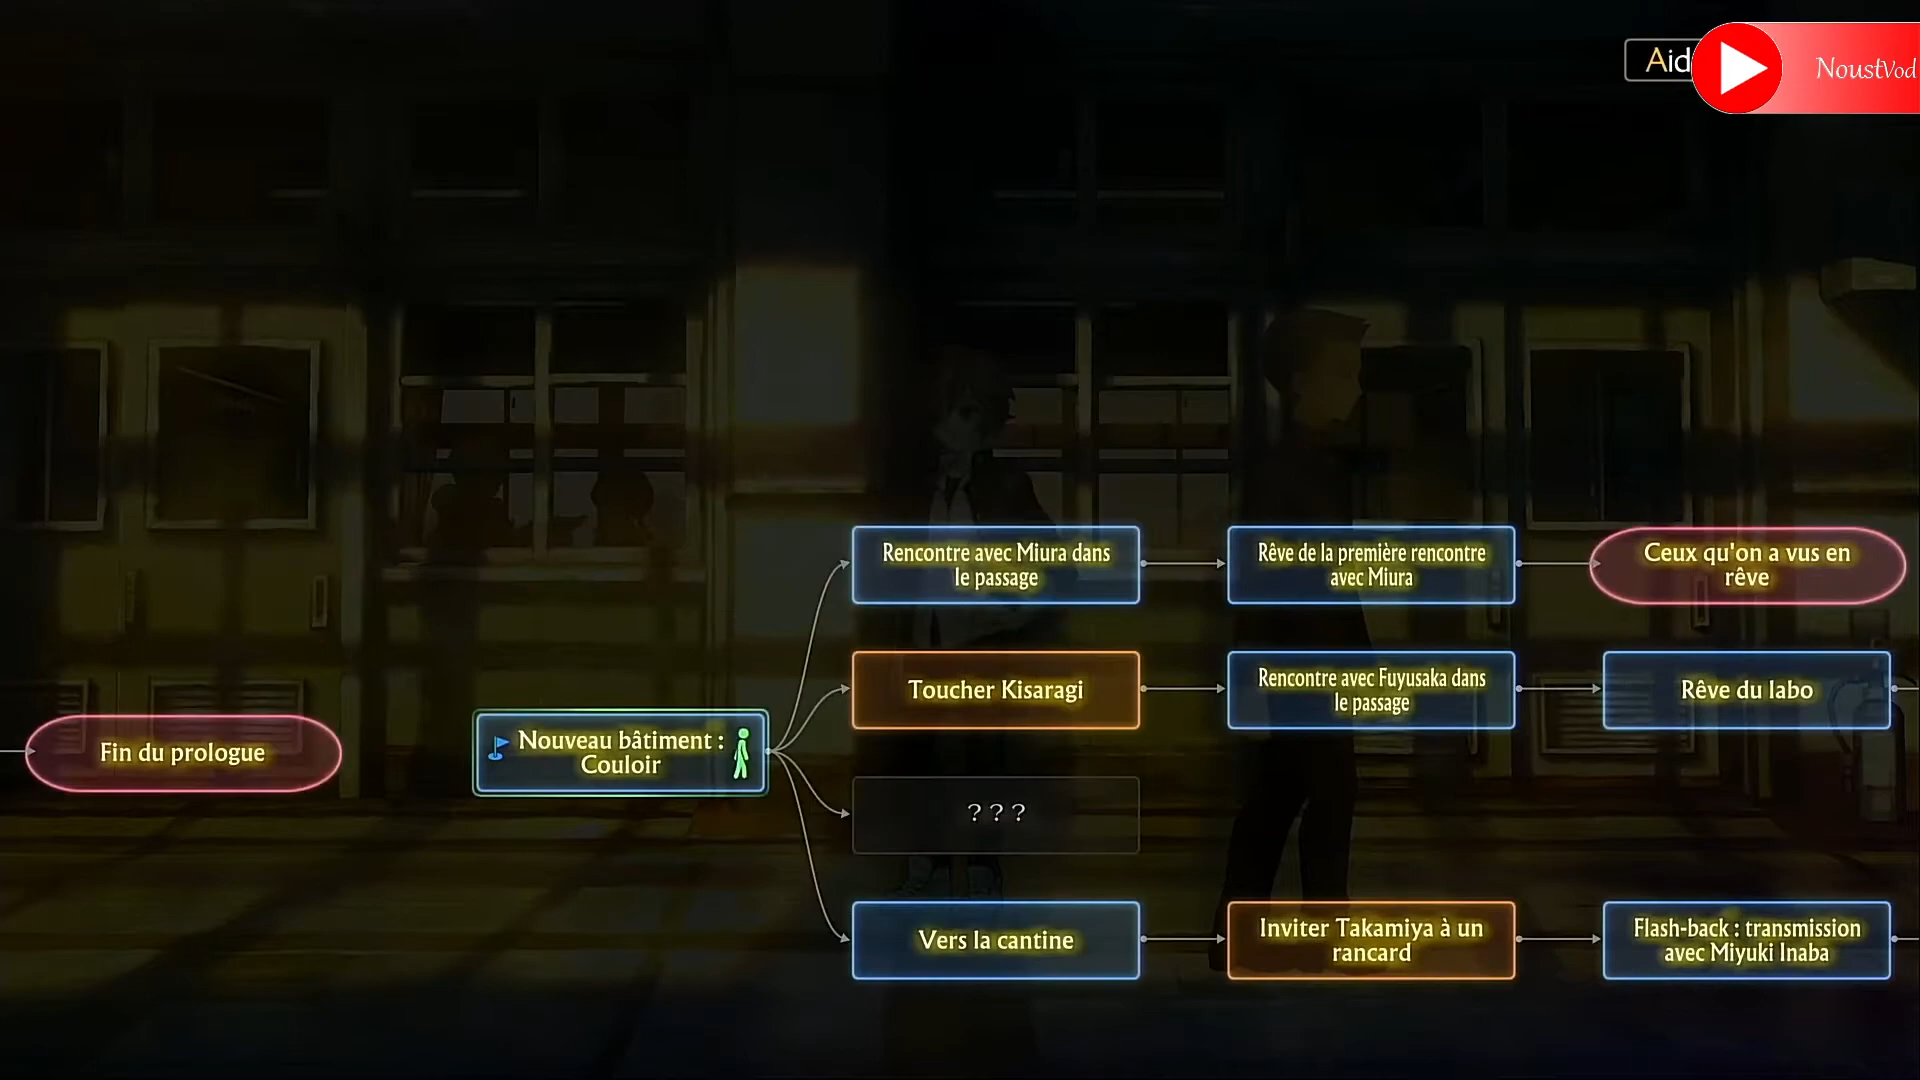 Aid
NoustVod
Rencontre avec Miura dans
le passage
Rêve de la première rencontre
avec Miura
Ceux qu'on a vus en
rêve
Toucher Kisaragi
Rencontre avec Fuyusaka dans
le passage
Rêve du labo
Fin du prologue
Nouveau bâtiment :
Couloir
? ? ?
Vers la cantine
Inviter Takamiya à un
rancard
Flash-back : transmission
avec Miyuki Inaba